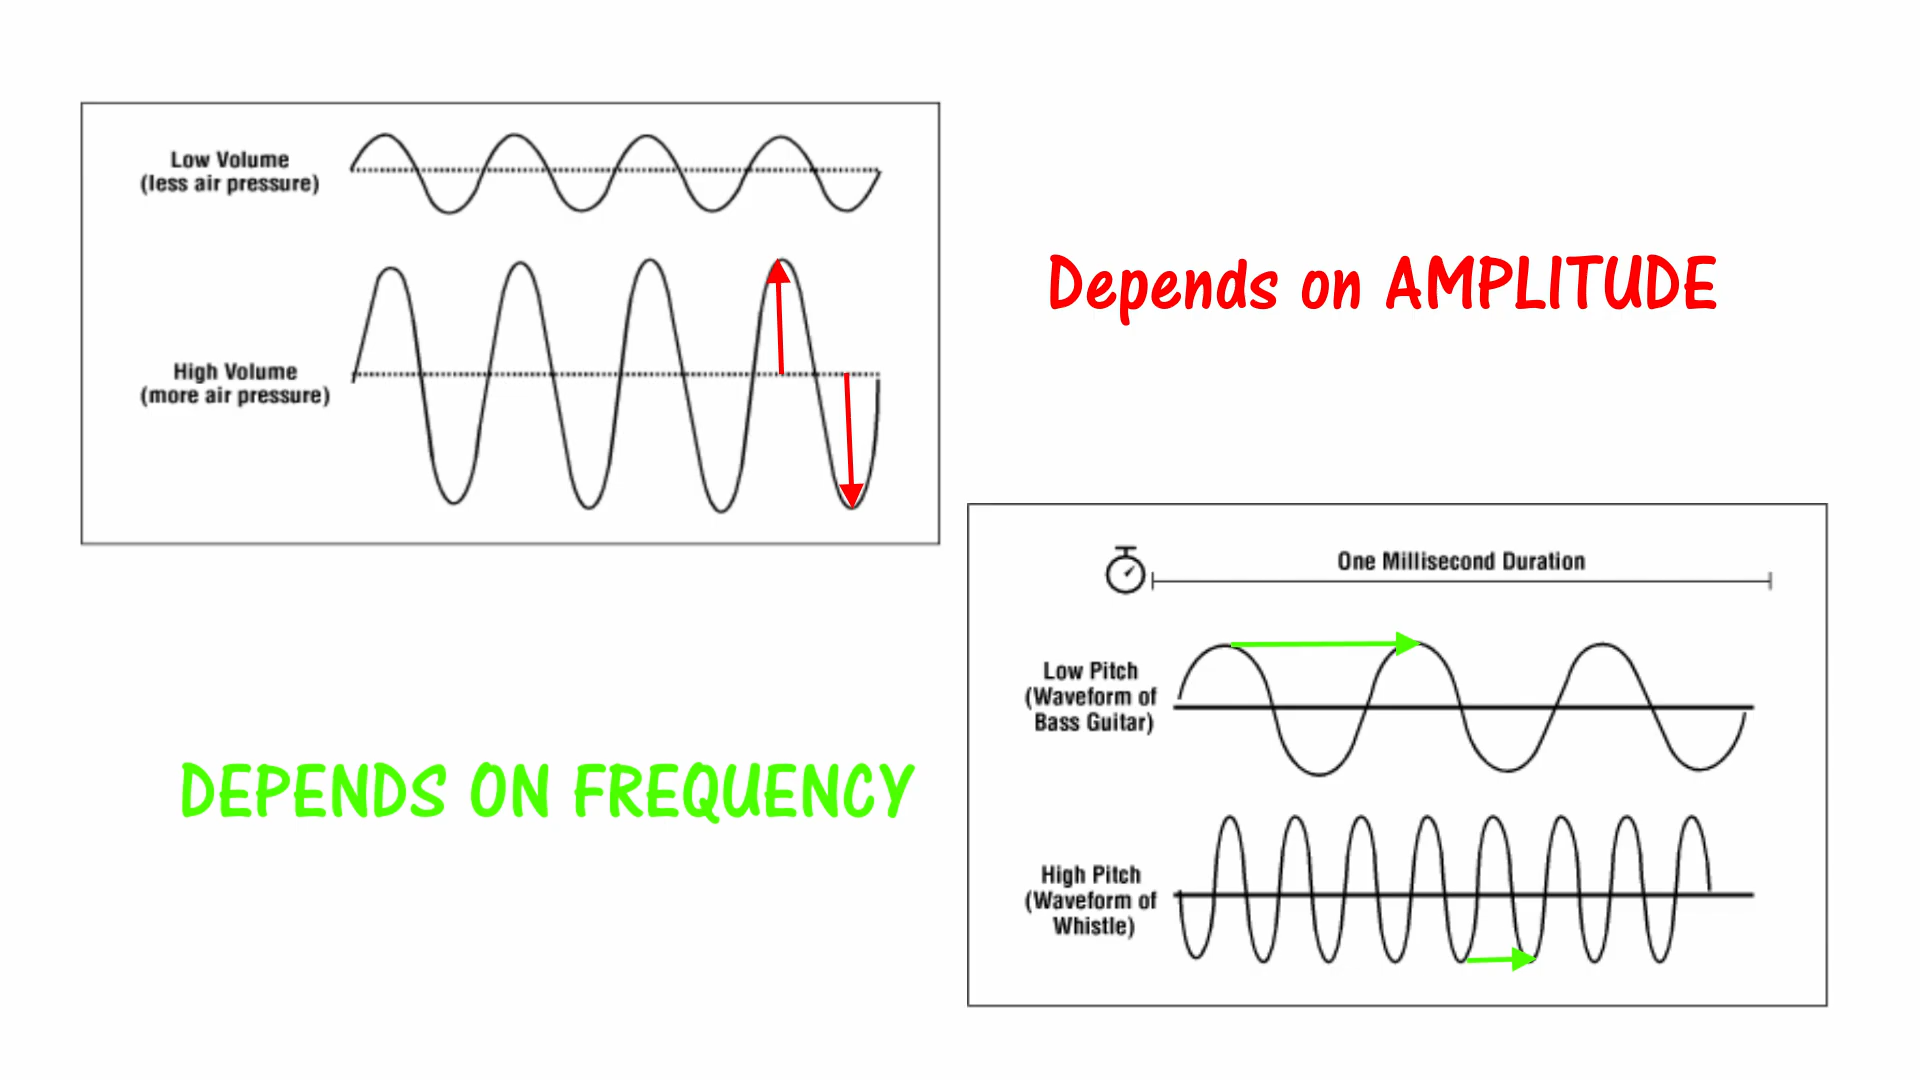 Low Volume
(less air pressure)
High Volume
(more air pressure)
Depends on AMPLITUDE
DEPENDS ON FREQUENCY
One Millisecond Duration
Low Pitch
(Waveform of
Bass Guitar)
High Pitch
(Waveform of
Whistle)